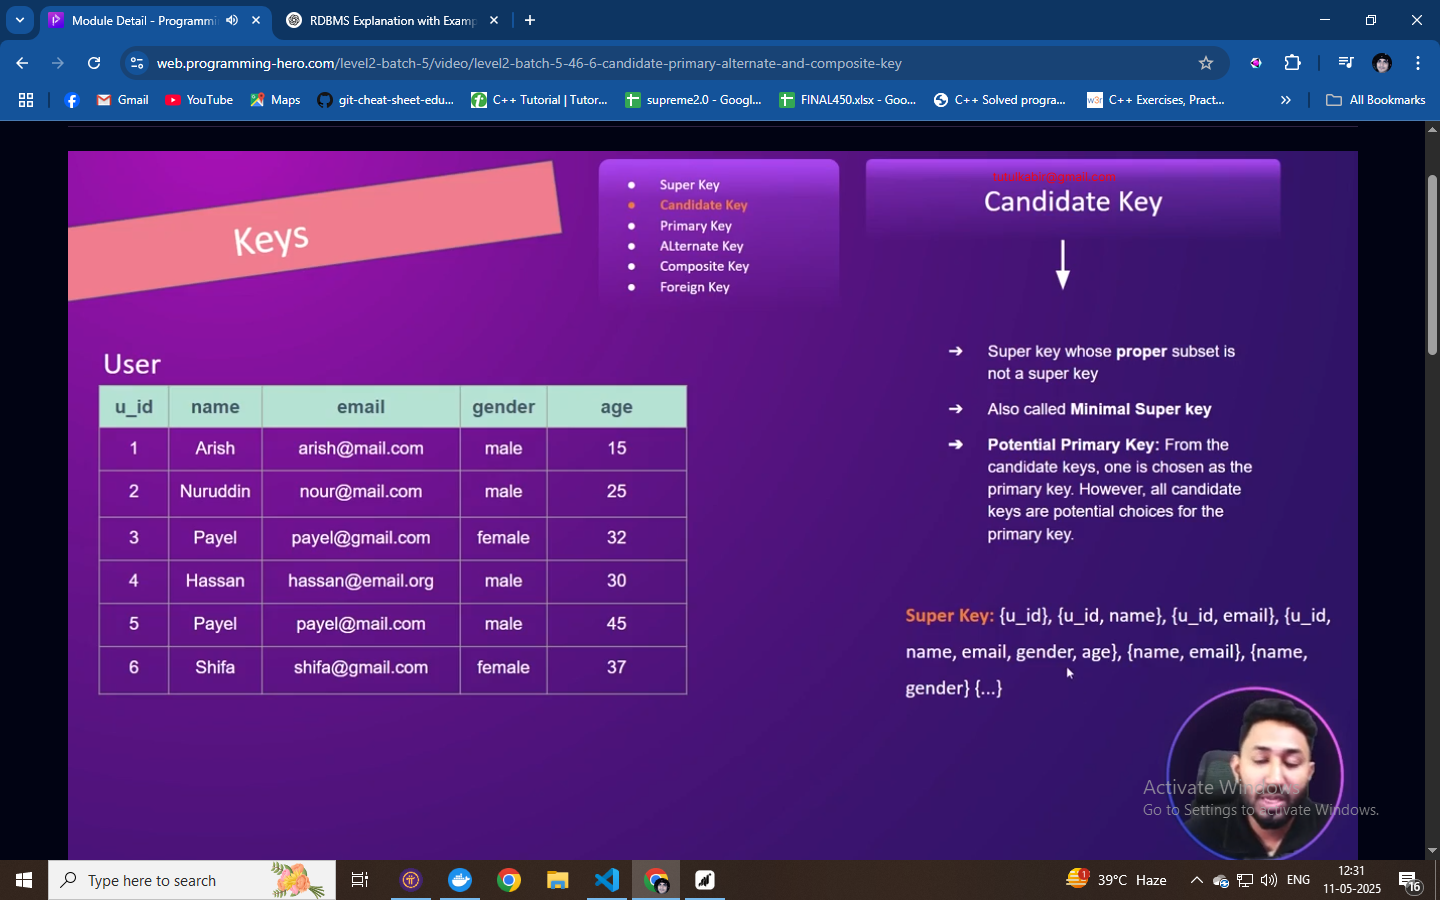 Module Detail - Programmi
RDBMS Explanation with Examp
web.programming-hero.com/level2-batch-5/video/level2-batch-5-46-6-candidate-primary-alternate-and-composite-key
Gmail
YouTube
Maps
git-cheat-sheet-edu...
C++ Tutorial | Tutor...
supreme2.0 - Googl...
FINAL450.xlsx - Goo...
C++ Solved progra...
C++ Exercises, Pract...
All Bookmarks
Keys
Super Key
Candidate Key
Primary Key
ALternate Key
Composite Key
Foreign Key
Candidate Key
Super key whose proper subset is
not a super key
Also called Minimal Super key
Potential Primary Key: From the
candidate keys, one is chosen as the
primary key. However, all candidate
keys are potential choices for the
primary key.
User
u_id name email gender age
1 Arish arish@mail.com male 15
2 Nuruddin nour@mail.com male 25
3 Payel payel@gmail.com female 32
4 Hassan hassan@email.org male 30
5 Payel payel@mail.com male 45
6 Shifa shifa@gmail.com female 37
Super Key: {u_id}, {u_id, name}, {u_id, email}, {u_id,
name, email, gender, age}, {name, email}, {name,
gender} {...}
Activate Windows
Go to Settings to activate Windows.
Type here to search
39°C Haze
ENG
12:31
11-05-2025
16